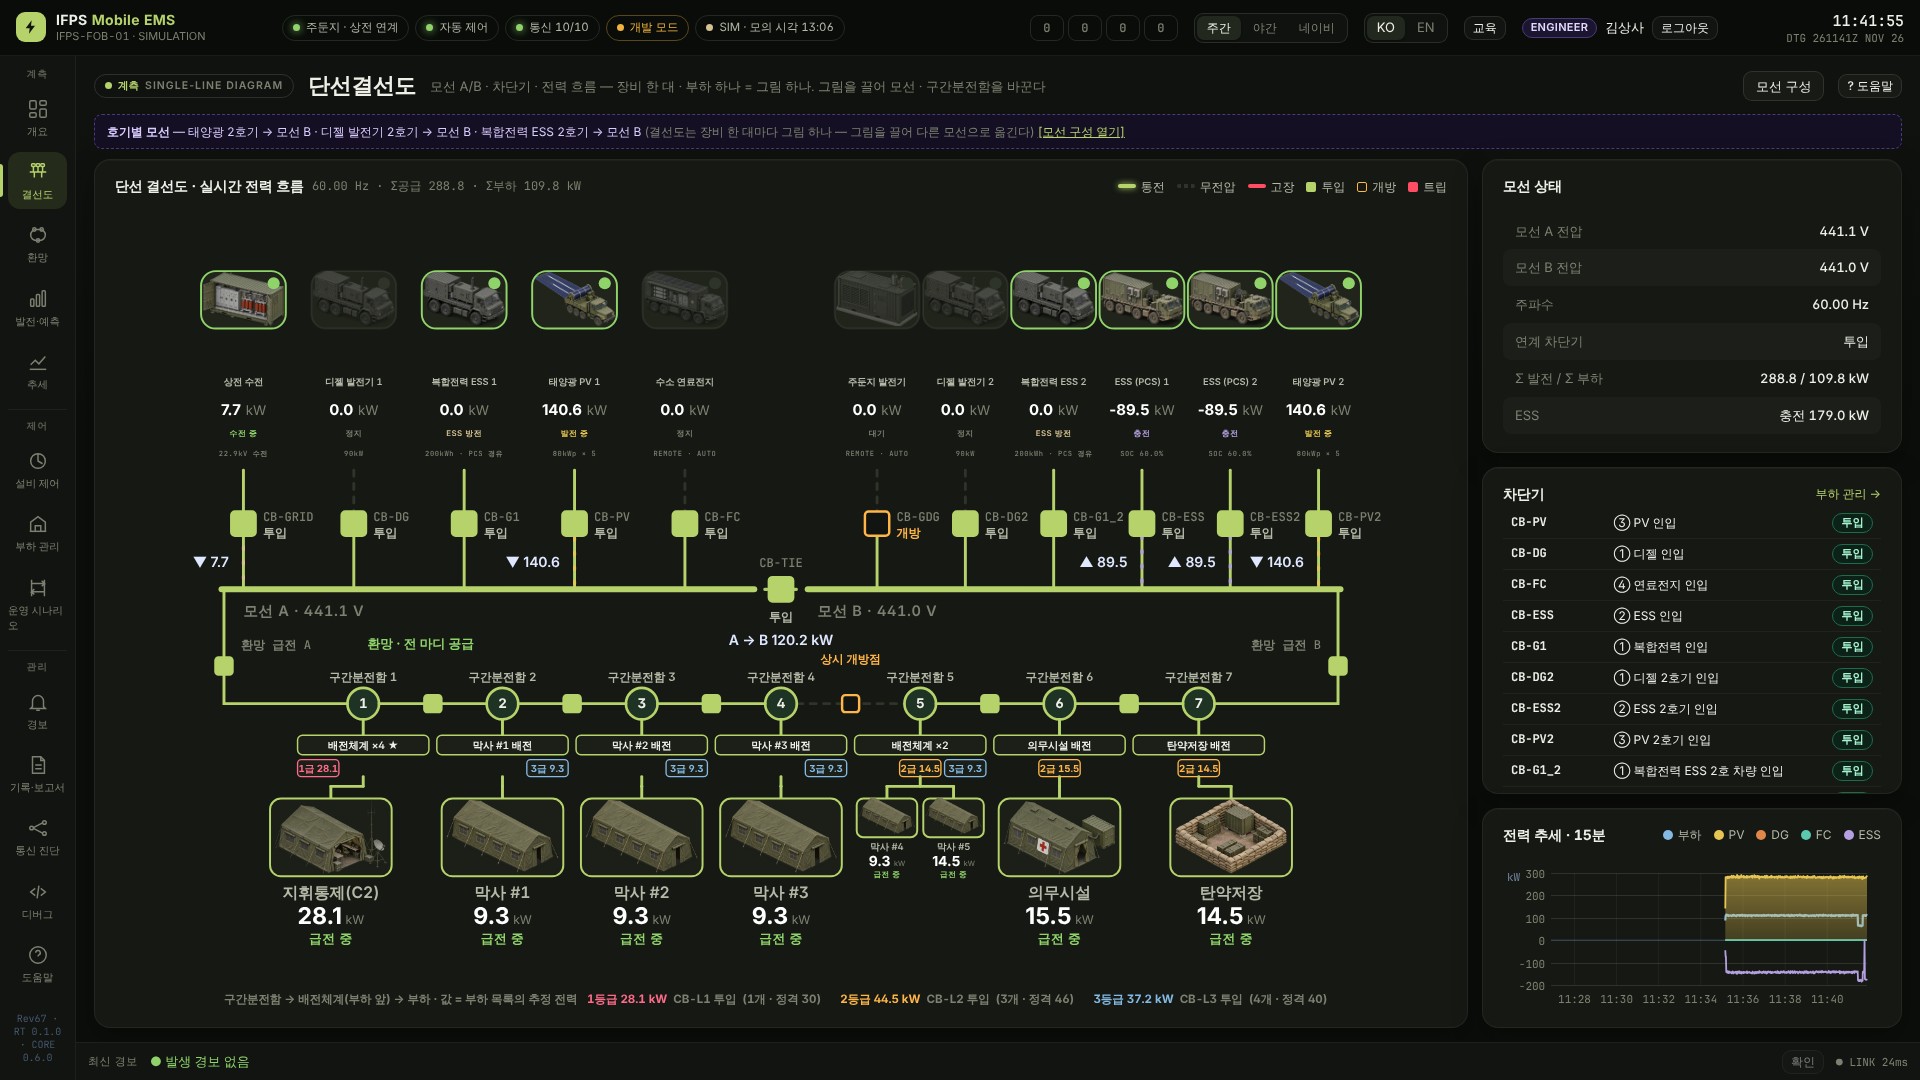 IFPS Mobile EMS
IFPS-FOB-01 · SIMULATION
주둔지 · 상전 연계
자동 제어
통신 10/10
개발 모드
SIM · 모의 시각 13:06
0 0 0 0
주간 야간 네이비
KO EN
교육
ENGINEER 김상사 로그아웃
11:41:55
DTG 261141Z NOV 26
계측
개요
결선도
환망
발전·예측
추세
제어
설비 제어
부하 관리
운영 시나리오
관리
경보
기록·보고서
통신 진단
디버그
도움말
Rev67 ·
RT 0.1.0
· CORE
0.6.0
계측 SINGLE-LINE DIAGRAM
단선결선도
모선 A/B · 차단기 · 전력 흐름 — 장비 한 대 · 부하 하나 = 그림 하나. 그림을 끌어 모선 · 구간분전함을 바꾼다
모선 구성
? 도움말
호기별 모선 — 태양광 2호기 → 모선 B · 디젤 발전기 2호기 → 모선 B · 복합전력 ESS 2호기 → 모선 B (결선도는 장비 한 대마다 그림 하나 — 그림을 끌어 다른 모선으로 옮긴다) [모선 구성 열기]
단선 결선도 · 실시간 전력 흐름 60.00 Hz · Σ공급 288.8 · Σ부하 109.8 kW
통전 무전압 고장 투입 개방 트립
상전 수전 디젤 발전기 1 복합전력 ESS 1 태양광 PV 1 수소 연료전지 주둔지 발전기 디젤 발전기 2 복합전력 ESS 2 ESS (PCS) 1 ESS (PCS) 2 태양광 PV 2
7.7 kW 0.0 kW 0.0 kW 140.6 kW 0.0 kW 0.0 kW 0.0 kW 0.0 kW -89.5 kW -89.5 kW 140.6 kW
수전 중 정지 ESS 방전 발전 중 정지 대기 정지 ESS 방전 충전 충전 발전 중
22.9kV 수전 90kW 200kWh · PCS 경유 80kWp × 5 REMOTE · AUTO REMOTE · AUTO 90kW 200kWh · PCS 경유 SOC 60.0% SOC 60.0% 80kWp × 5
CB-GRID CB-DG CB-G1 CB-PV CB-FC CB-GDG CB-DG2 CB-G1_2 CB-ESS CB-ESS2 CB-PV2
투입 투입 투입 투입 투입 개방 투입 투입 투입 투입 투입
▼ 7.7 ▼ 140.6 CB-TIE ▲ 89.5 ▲ 89.5 ▼ 140.6
모선 A · 441.1 V 투입 모선 B · 441.0 V
환망 급전 A 환망 · 전 마디 공급 A → B 120.2 kW 환망 급전 B
상시 개방점
구간분전함 1 구간분전함 2 구간분전함 3 구간분전함 4 구간분전함 5 구간분전함 6 구간분전함 7
1 2 3 4 5 6 7
배전체계 ×4 ★ 막사 #1 배전 막사 #2 배전 막사 #3 배전 배전체계 ×2 의무시설 배전 탄약저장 배전
1급 28.1 3급 9.3 3급 9.3 3급 9.3 2급 14.5 3급 9.3 2급 15.5 2급 14.5
막사 #4 막사 #5
9.3 kW 14.5 kW
급전 중 급전 중
지휘통제(C2) 막사 #1 막사 #2 막사 #3 의무시설 탄약저장
28.1 kW 9.3 kW 9.3 kW 9.3 kW 15.5 kW 14.5 kW
급전 중 급전 중 급전 중 급전 중 급전 중 급전 중
구간분전함 → 배전체계(부하 앞) → 부하 · 값 = 부하 목록의 추정 전력 1등급 28.1 kW CB-L1 투입 (1개 · 정격 30) 2등급 44.5 kW CB-L2 투입 (3개 · 정격 46) 3등급 37.2 kW CB-L3 투입 (4개 · 정격 40)
모선 상태
모선 A 전압 441.1 V
모선 B 전압 441.0 V
주파수 60.00 Hz
연계 차단기 투입
Σ 발전 / Σ 부하 288.8 / 109.8 kW
ESS 충전 179.0 kW
차단기 부하 관리 →
CB-PV ③ PV 인입 투입
CB-DG ① 디젤 인입 투입
CB-FC ④ 연료전지 인입 투입
CB-ESS ② ESS 인입 투입
CB-G1 ① 복합전력 인입 투입
CB-DG2 ① 디젤 2호기 인입 투입
CB-ESS2 ② ESS 2호기 인입 투입
CB-PV2 ③ PV 2호기 인입 투입
CB-G1_2 ① 복합전력 ESS 2호 차량 인입 투입
전력 추세 · 15분 부하 PV DG FC ESS
kW 300
200
100
0
-100
-200
11:28 11:30 11:32 11:34 11:36 11:38 11:40
최신 경보 발생 경보 없음
확인 LINK 24ms